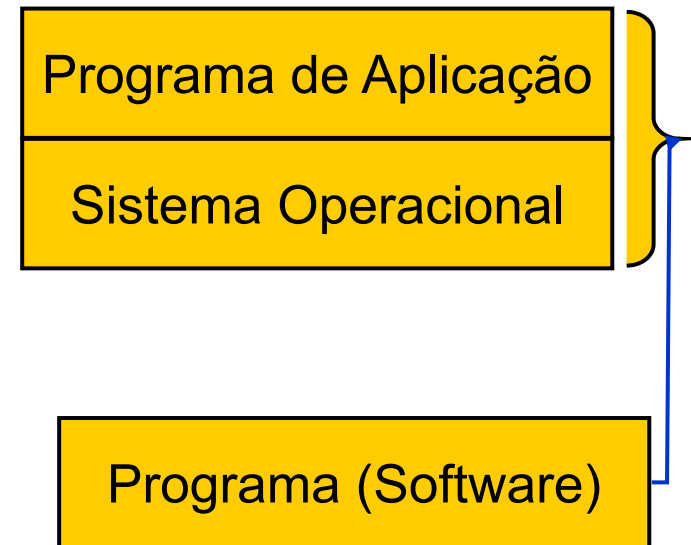 Programa de Aplicação
Sistema Operacional
Programa (Software)